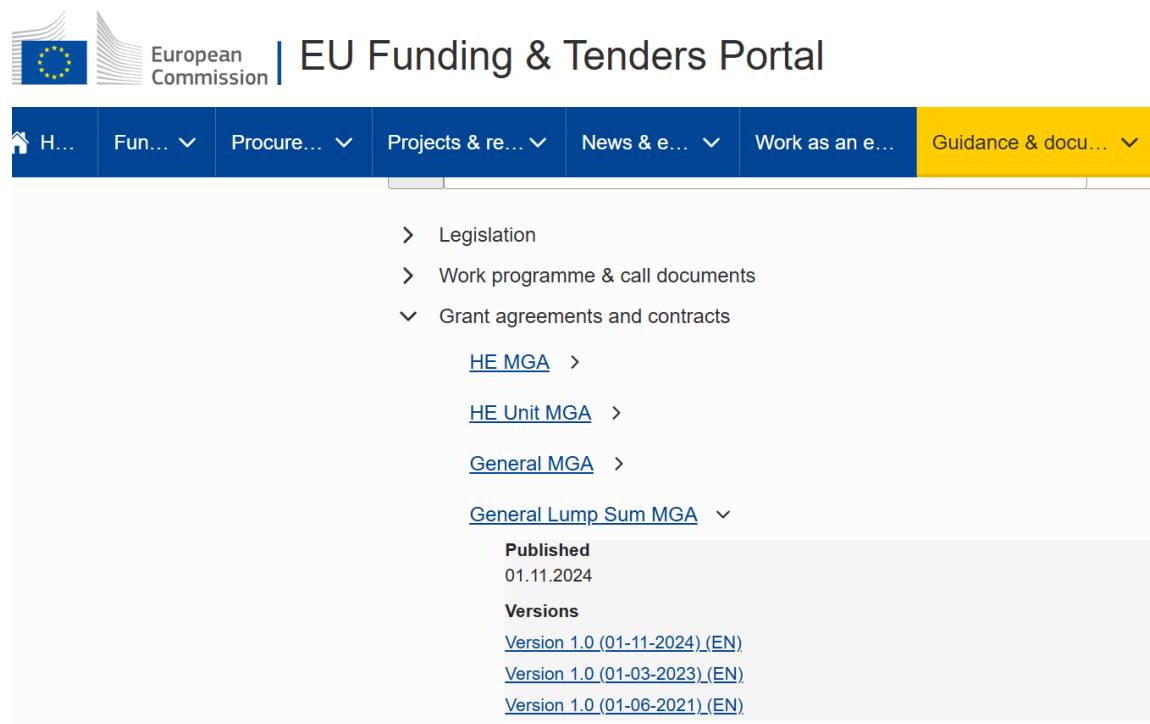 European
Commission
EU Funding & Tenders Portal
H...
Fun...
Procure...
Projects & re...
News & e...
Work as an e...
Guidance & docu...
Legislation
Work programme & call documents
Grant agreements and contracts
HE MGA
HE Unit MGA
General MGA
General Lump Sum MGA
Published
01.11.2024
Versions
Version 1.0 (01-11-2024) (EN)
Version 1.0 (01-03-2023) (EN)
Version 1.0 (01-06-2021) (EN)